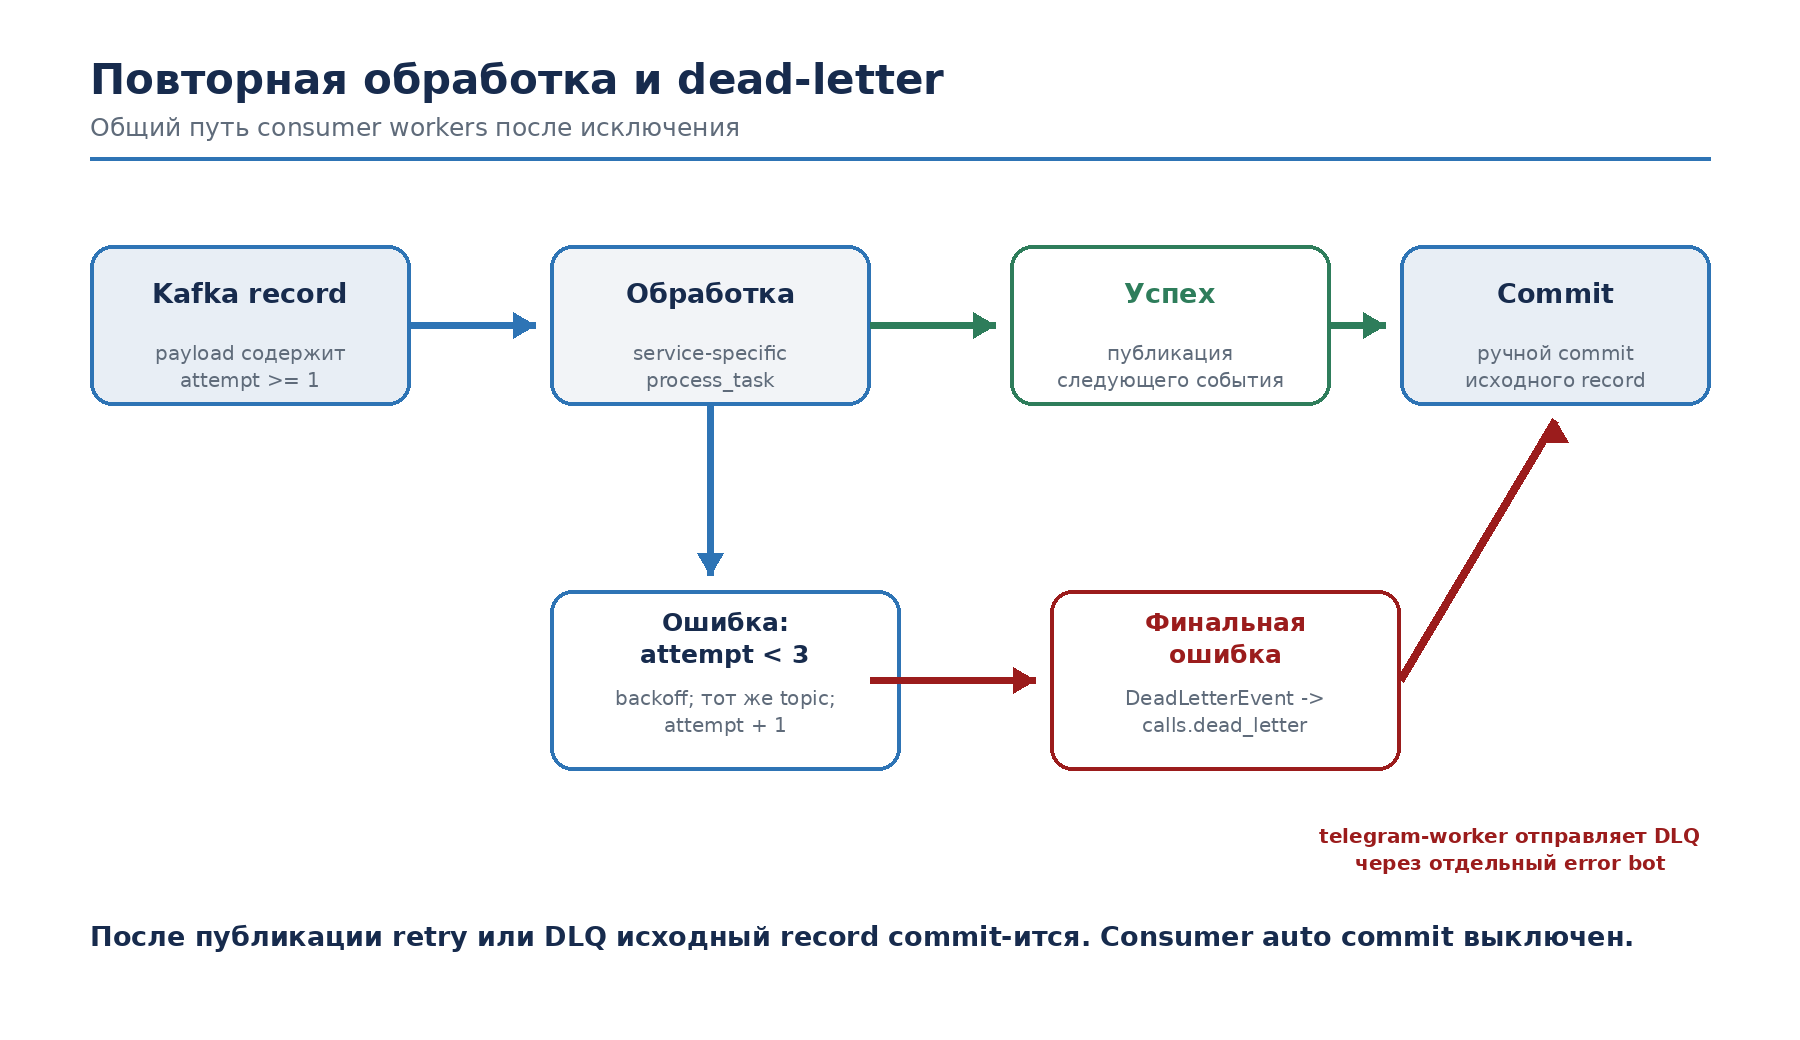 Повторная обработка и dead-letter
Общий путь consumer workers после исключения
Kafka record
payload содержит
attempt >= 1
Обработка
service-specific
process_task
Успех
публикация
следующего события
Commit
ручной commit
исходного record
Ошибка:
attempt < 3
backoff; тот же topic;
attempt + 1
Финальная
ошибка
DeadLetterEvent ->
calls.dead_letter
telegram-worker отправляет DLQ
через отдельный error bot
После публикации retry или DLQ исходный record commit-ится. Consumer auto commit выключен.